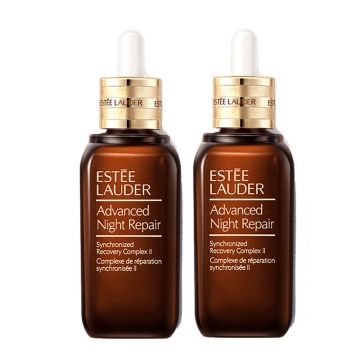 ESTĒE LAUDER
ESTĒE LAUDER
ESTĒE
LAUDER
Advanced
Night Repair
Synchronized
Recovery Complex II
Complexe de réparation
synchronisée II
ESTĒE
LAUDER
Advanced
Night Repair
Synchronized
Recovery Complex II
Complexe de réparation
synchronisée II